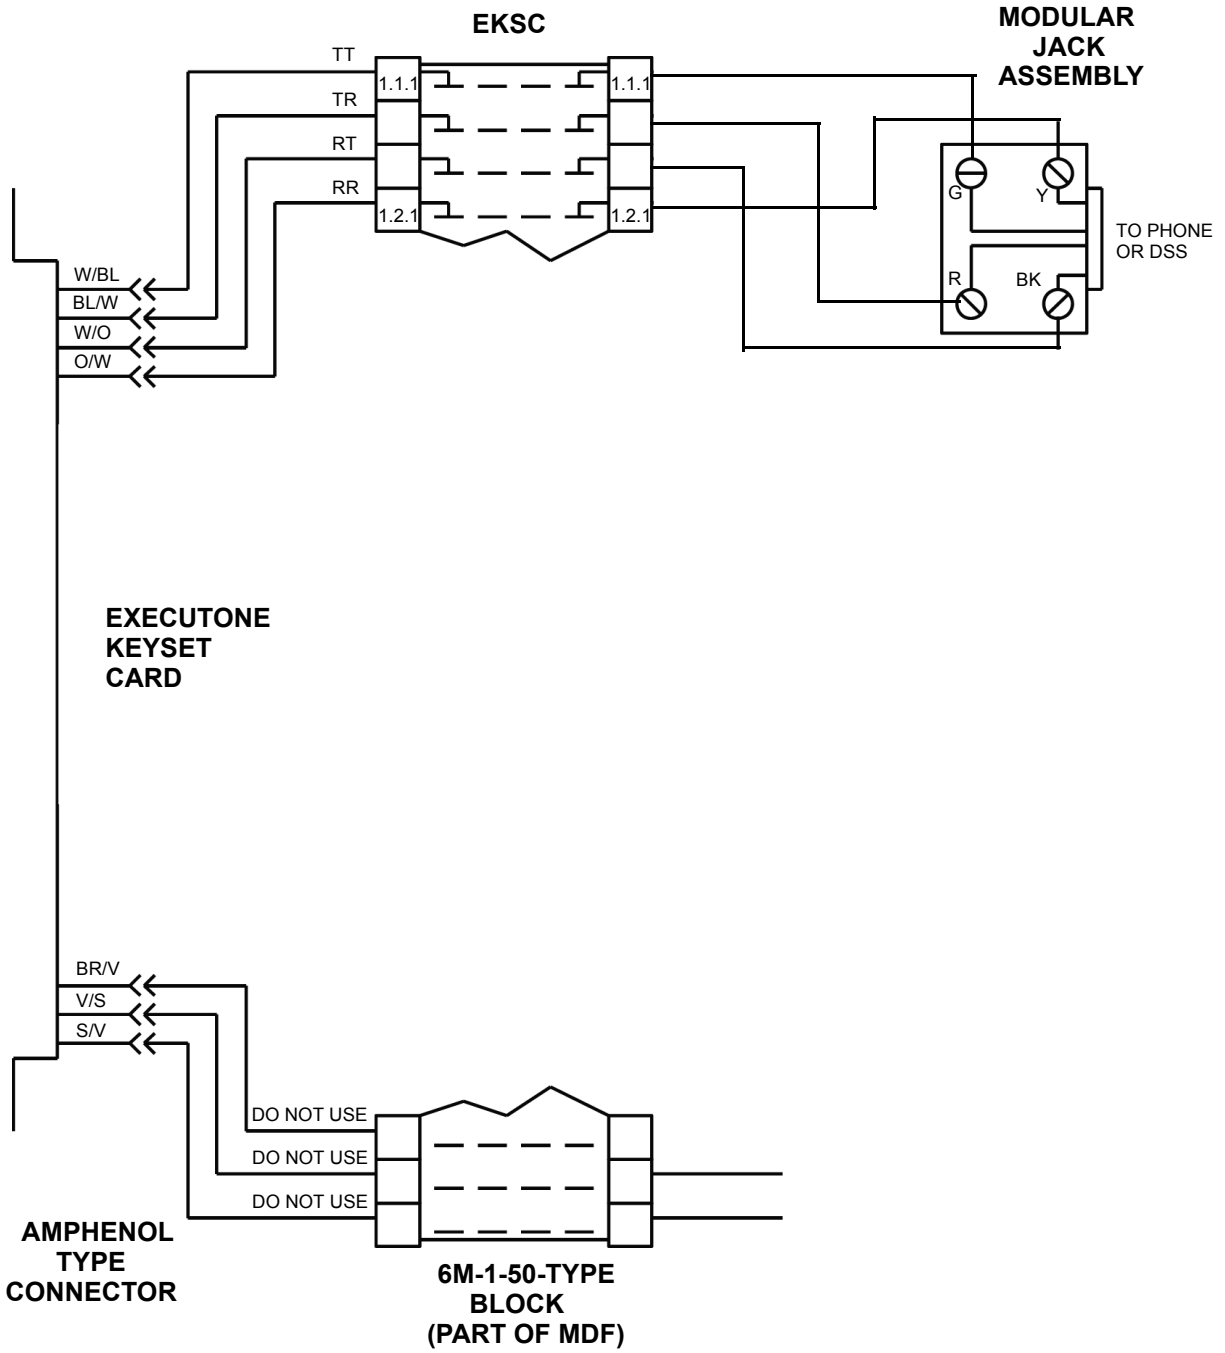 EKSC
MODULAR
JACK
ASSEMBLY
TT
TR
RT
RR
1.1.1
1.1.1
1.2.1
1.2.1
G
Y
R
BK
TO PHONE
OR DSS
W/BL
BL/W
W/O
O/W
EXECUTONE
KEYSET
CARD
BR/V
V/S
S/V
DO NOT USE
DO NOT USE
DO NOT USE
AMPHENOL
TYPE
CONNECTOR
6M-1-50-TYPE
BLOCK
(PART OF MDF)